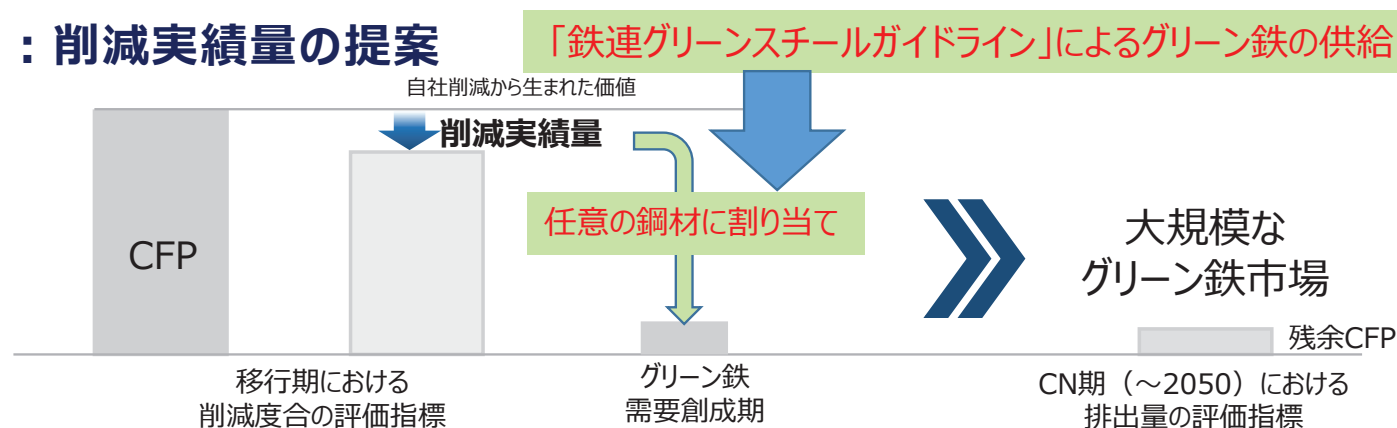 ：削減実績量の提案
「鉄連グリーンスチールガイドライン」によるグリーン鉄の供給
自社削減から生まれた価値
削減実績量
任意の鋼材に割り当て
CFP
大規模な
グリーン鉄市場
残余CFP
移行期における
削減度合の評価指標
グリーン鉄
需要創成期
CN期（～2050）における
排出量の評価指標